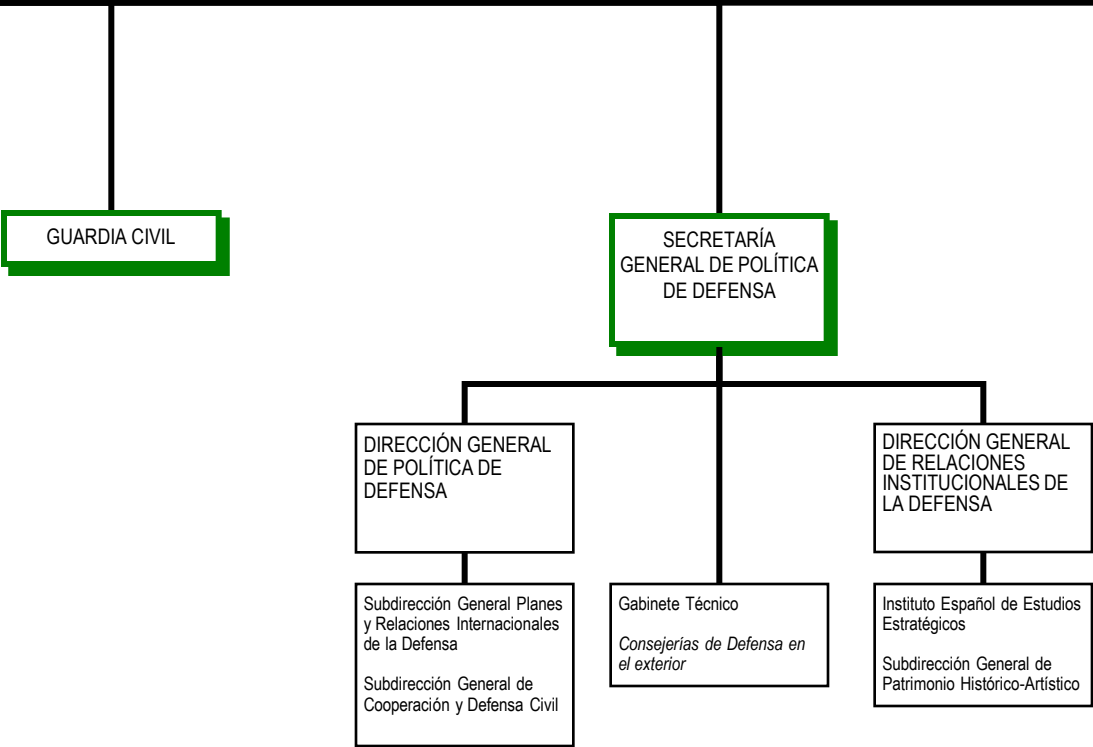 GUARDIA CIVIL
SECRETARÍA
GENERAL DE POLÍTICA
DE DEFENSA
DIRECCIÓN GENERAL
DE POLÍTICA DE
DEFENSA
DIRECCIÓN GENERAL
DE RELACIONES
INSTITUCIONALES DE
LA DEFENSA
Subdirección General Planes
y Relaciones Internacionales
de la Defensa
Subdirección General de
Cooperación y Defensa Civil
Gabinete Técnico
Consejerías de Defensa en
el exterior
Instituto Español de Estudios
Estratégicos
Subdirección General de
Patrimonio Histórico-Artístico